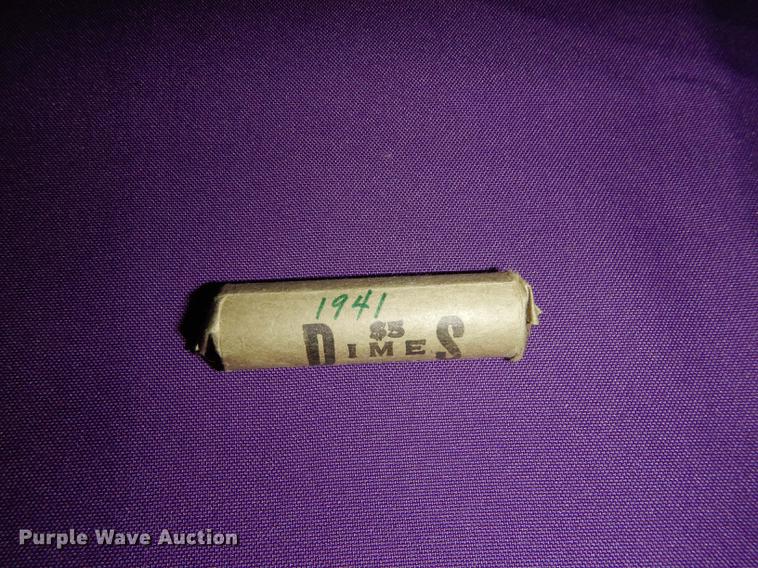 1941
$5
DIMES
Purple Wave Auction